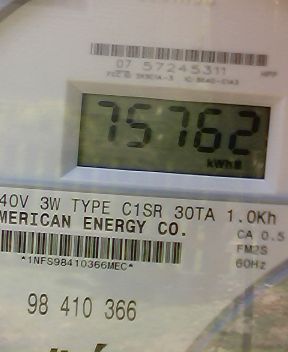 07 57245311
HPP
75762
kWh
40V 3W TYPE C1SR 30TA 1.0Kh
MERICAN ENERGY CO.
CA 0.5
FM2S
*1NFS98410366MEC*
60Hz
98 410 366